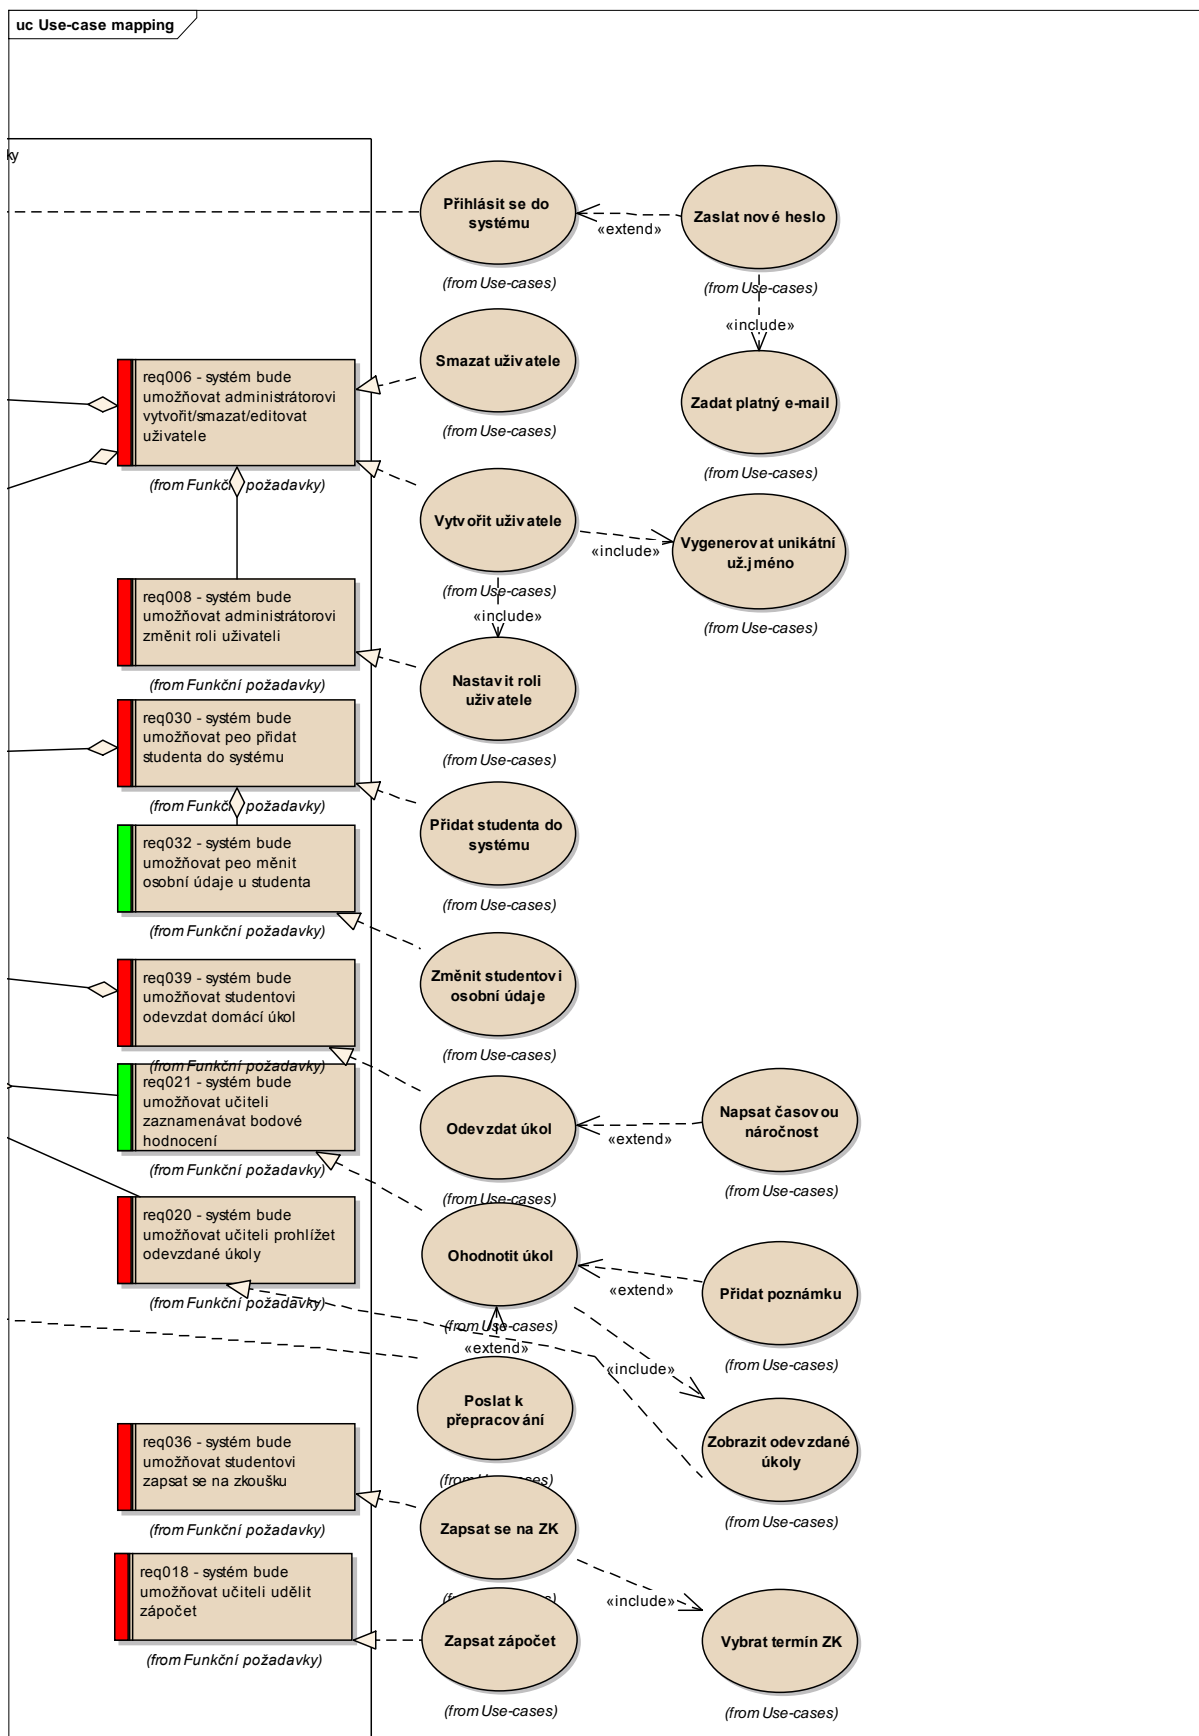 uc Use-case mapping
ky
Přihlásit se do
systému
(from Use-cases)
«extend»
Zaslat nové heslo
(from Use-cases)
«include»
Smazat uživatele
(from Use-cases)
Zadat platný e-mail
(from Use-cases)
req006 - systém bude
umožňovat administrátorovi
vytvořit/smazat/editovat
uživatele
(from Funkční požadavky)
Vytvořit uživatele
(from Use-cases)
«include»
Vygenerovat unikátní
už.jméno
(from Use-cases)
«include»
req008 - systém bude
umožňovat administrátorovi
změnit roli uživateli
(from Funkční požadavky)
Nastavit roli
uživatele
(from Use-cases)
req030 - systém bude
umožňovat peo přidat
studenta do systému
(from Funkční požadavky)
Přidat studenta do
systému
(from Use-cases)
req032 - systém bude
umožňovat peo měnit
osobní údaje u studenta
(from Funkční požadavky)
Změnit studentovi
osobní údaje
(from Use-cases)
req039 - systém bude
umožňovat studentovi
odevzdat domácí úkol
(from Funkční požadavky)
req021 - systém bude
umožňovat učiteli
zaznamenávat bodové
hodnocení
(from Funkční požadavky)
Odevzdat úkol
(from Use-cases)
«extend»
Napsat časovou
náročnost
(from Use-cases)
req020 - systém bude
umožňovat učiteli prohlížet
odevzdané úkoly
(from Funkční požadavky)
Ohodnotit úkol
(from Use-cases)
«extend»
Přidat poznámku
(from Use-cases)
«extend»
«include»
Poslat k
přepracování
(from Use-cases)
Zobrazit odevzdané
úkoly
(from Use-cases)
req036 - systém bude
umožňovat studentovi
zapsat se na zkoušku
(from Funkční požadavky)
Zapsat se na ZK
«include»
req018 - systém bude
umožňovat učiteli udělit
zápočet
(from Funkční požadavky)
Zapsat zápočet
(from Use-cases)
Vybrat termín ZK
(from Use-cases)